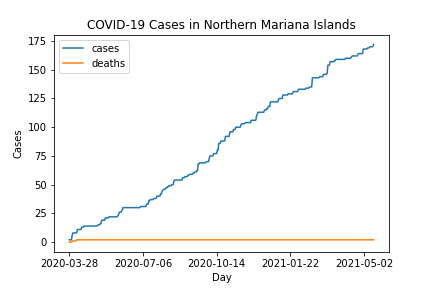 COVID-19 Cases in Northern Mariana Islands
cases
deaths
175
150
125
100
75
50
25
0
Cases
2020-03-28 2020-07-06 2020-10-14 2021-01-22 2021-05-02
Day